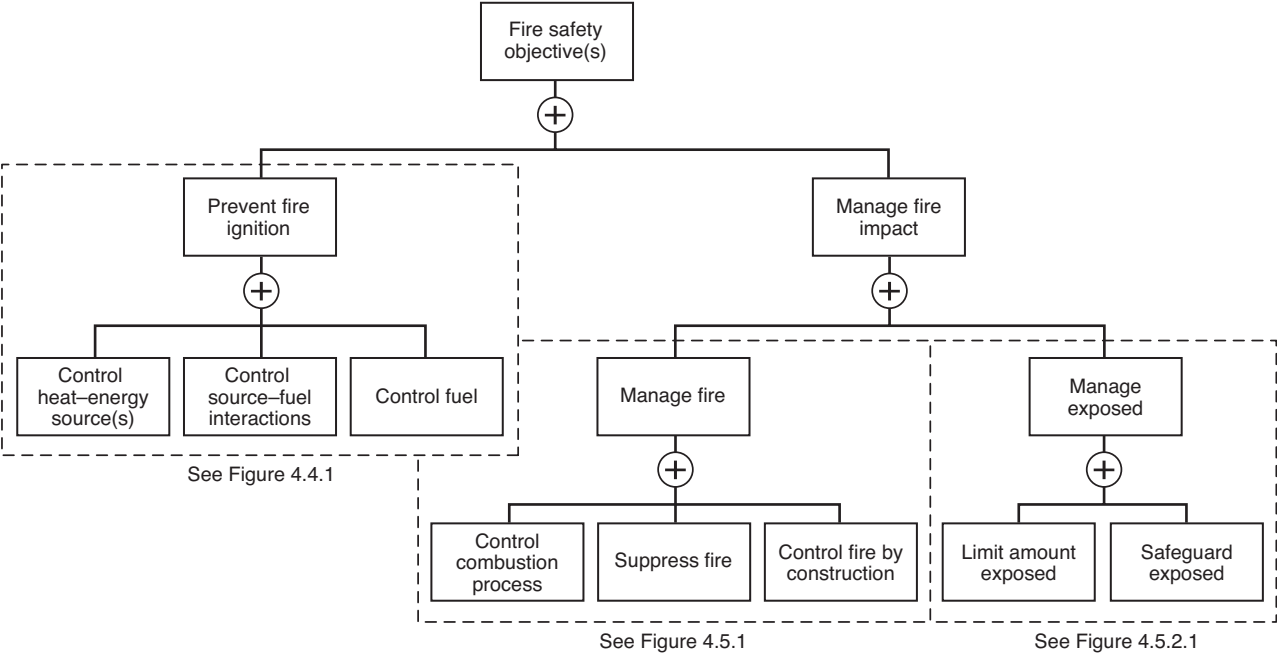 Fire safety
objective(s)
Prevent fire
ignition
Manage fire
impact
Control
heat–energy
source(s)
Control
source–fuel
interactions
Control fuel
Manage fire
Manage
exposed
See Figure 4.4.1
Control
combustion
process
Suppress fire
Control fire by
construction
Limit amount
exposed
Safeguard
exposed
See Figure 4.5.1
See Figure 4.5.2.1